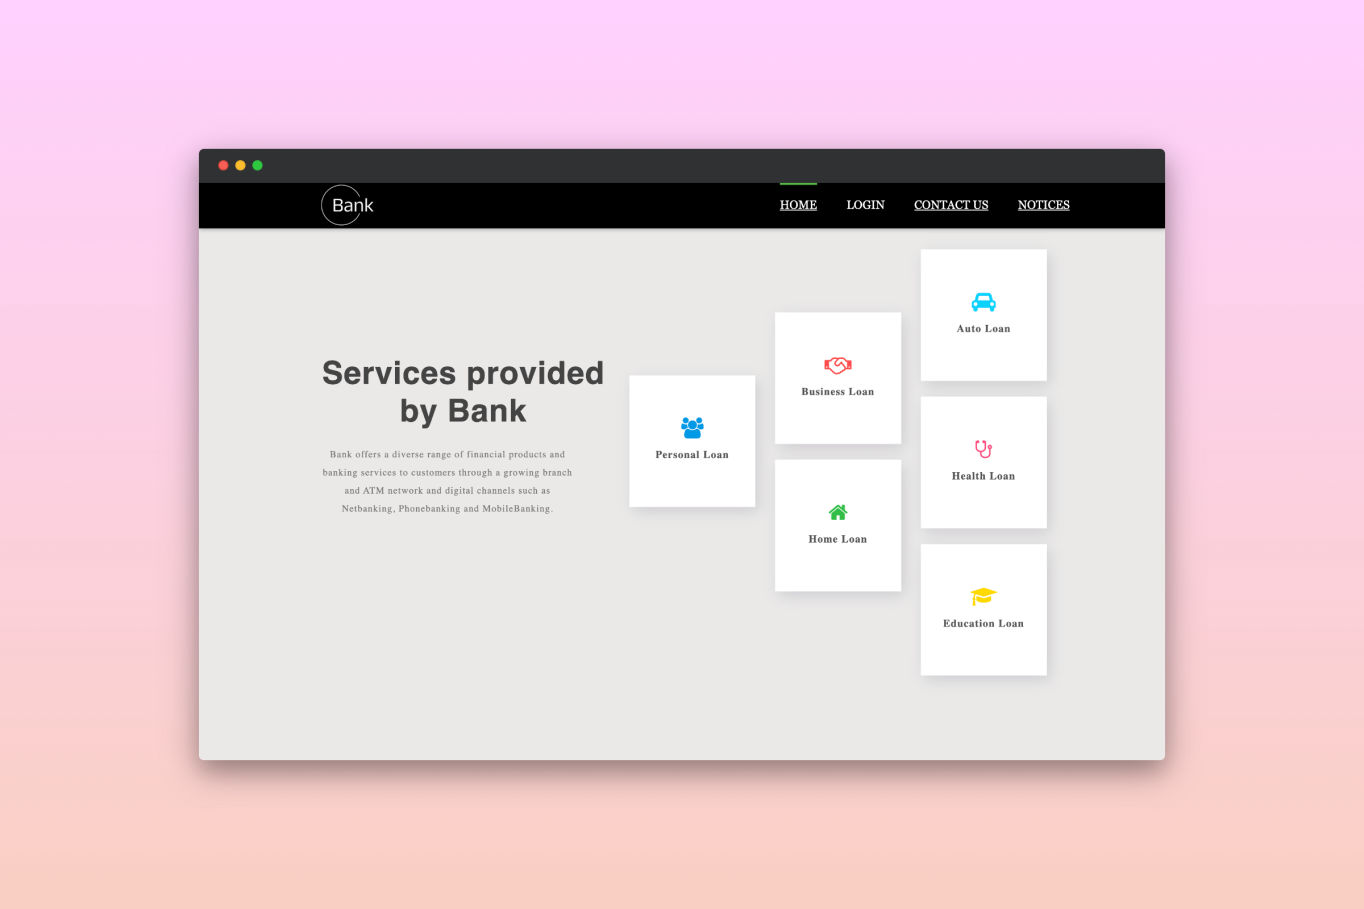 Bank
HOME LOGIN CONTACT US NOTICES
Services provided
by Bank
Bank offers a diverse range of financial products and
banking services to customers through a growing branch
and ATM network and digital channels such as
Netbanking, Phonebanking and MobileBanking.
Personal Loan
Business Loan
Home Loan
Auto Loan
Health Loan
Education Loan